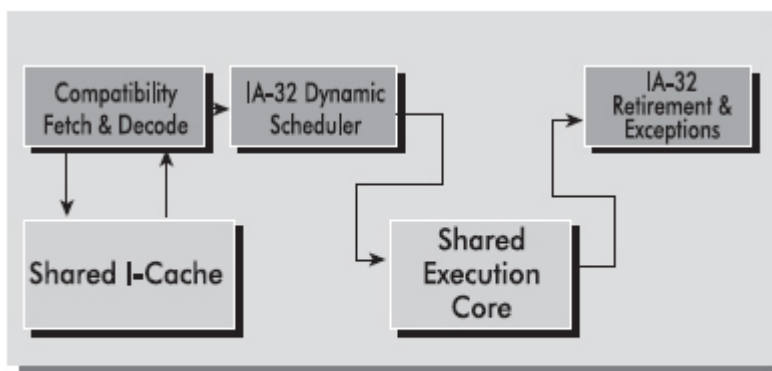 Compatibility
Fetch & Decode
IA-32 Dynamic
Scheduler
IA-32
Retirement &
Exceptions
Shared I-Cache
Shared
Execution
Core